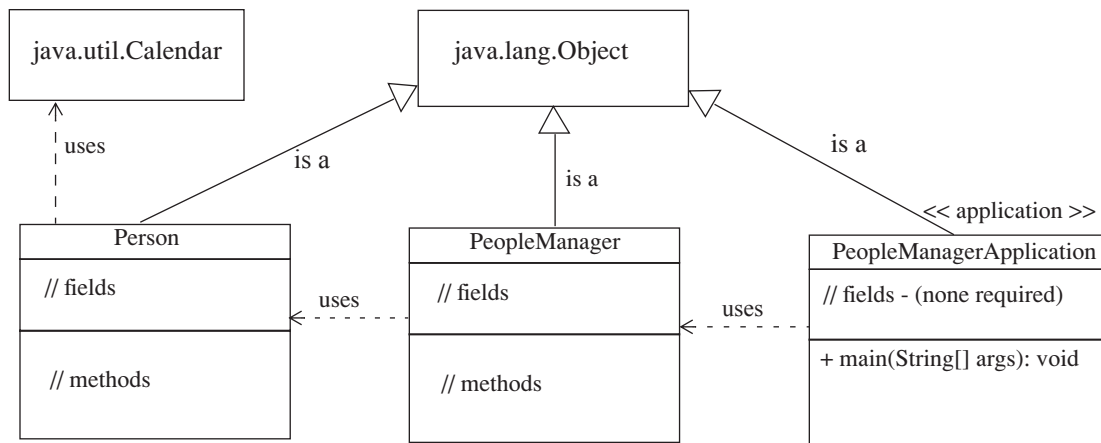 java.util.Calendar
java.lang.Object
uses
is a
is a
is a
<< application >>
Person
PeopleManager
PeopleManagerApplication
// fields
// fields
// fields - (none required)
uses
uses
// methods
// methods
+ main(String[] args): void